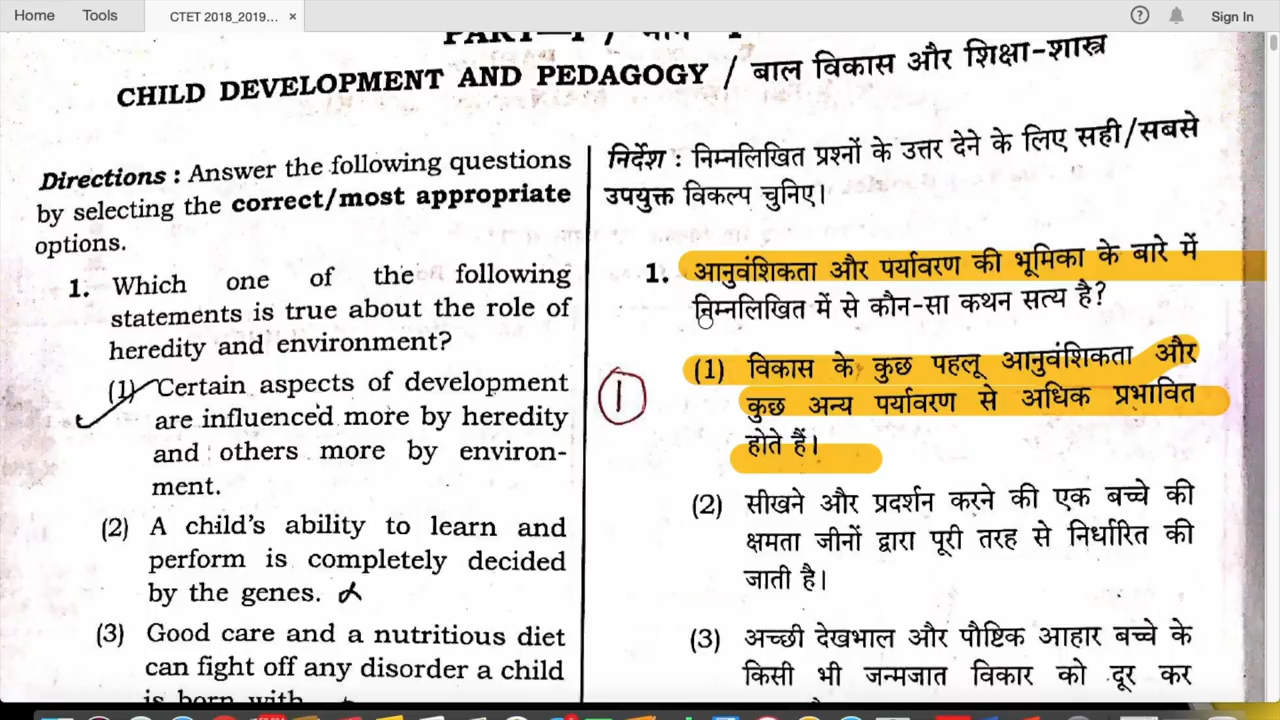 Home
Tools
CTET 2018_2019...
×
Sign In
PART—I / भाग—I
CHILD DEVELOPMENT AND PEDAGOGY / बाल विकास और शिक्षा-शास्त्र
Directions : Answer the following questions
by selecting the correct/most appropriate
options.
1. Which one of the following
statements is true about the role of
heredity and environment?
(1) Certain aspects of development
are influenced more by heredity
and others more by environ-
ment.
(2) A child's ability to learn and
perform is completely decided
by the genes.
(3) Good care and a nutritious diet
can fight off any disorder a child
is born with
निर्देश : निम्नलिखित प्रश्नों के उत्तर देने के लिए सही/सबसे
उपयुक्त विकल्प चुनिए।
1. आनुवंशिकता और पर्यावरण की भूमिका के बारे में
निम्नलिखित में से कौन-सा कथन सत्य है?
1
(1) विकास के कुछ पहलू आनुवंशिकता और
कुछ अन्य पर्यावरण से अधिक प्रभावित
होते हैं।
(2) सीखने और प्रदर्शन करने की एक बच्चे की
क्षमता जीनों द्वारा पूरी तरह से निर्धारित की
जाती है।
(3) अच्छी देखभाल और पौष्टिक आहार बच्चे के
किसी भी जन्मजात विकार को दूर कर